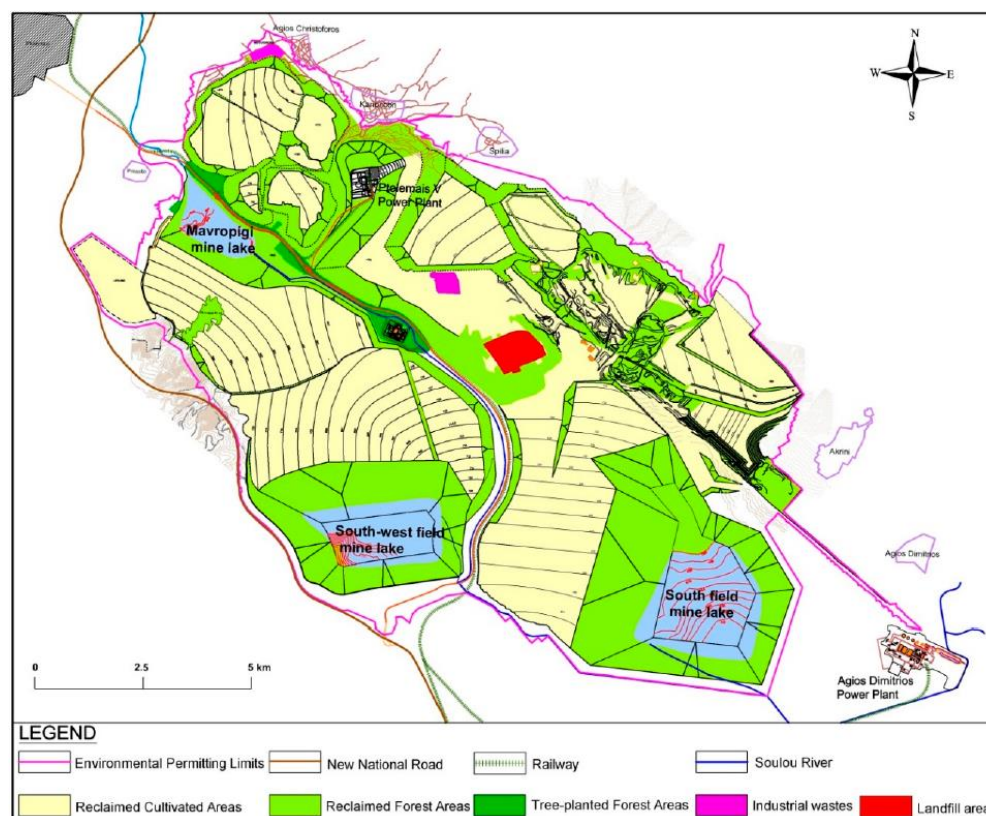 Agios Christoforos
N
W E
S
Spilia
Ptolemais V
Power Plant
Mavropigi
mine lake
Akrini
South-west field
mine lake
Agios Dimitrios
South field
mine lake
0 2.5 5 km
Agios Dimitrios
Power Plant
LEGEND
Environmental Permitting Limits New National Road Railway Soulou River
Reclaimed Cultivated Areas Reclaimed Forest Areas Tree-planted Forest Areas Industrial wastes Landfill area